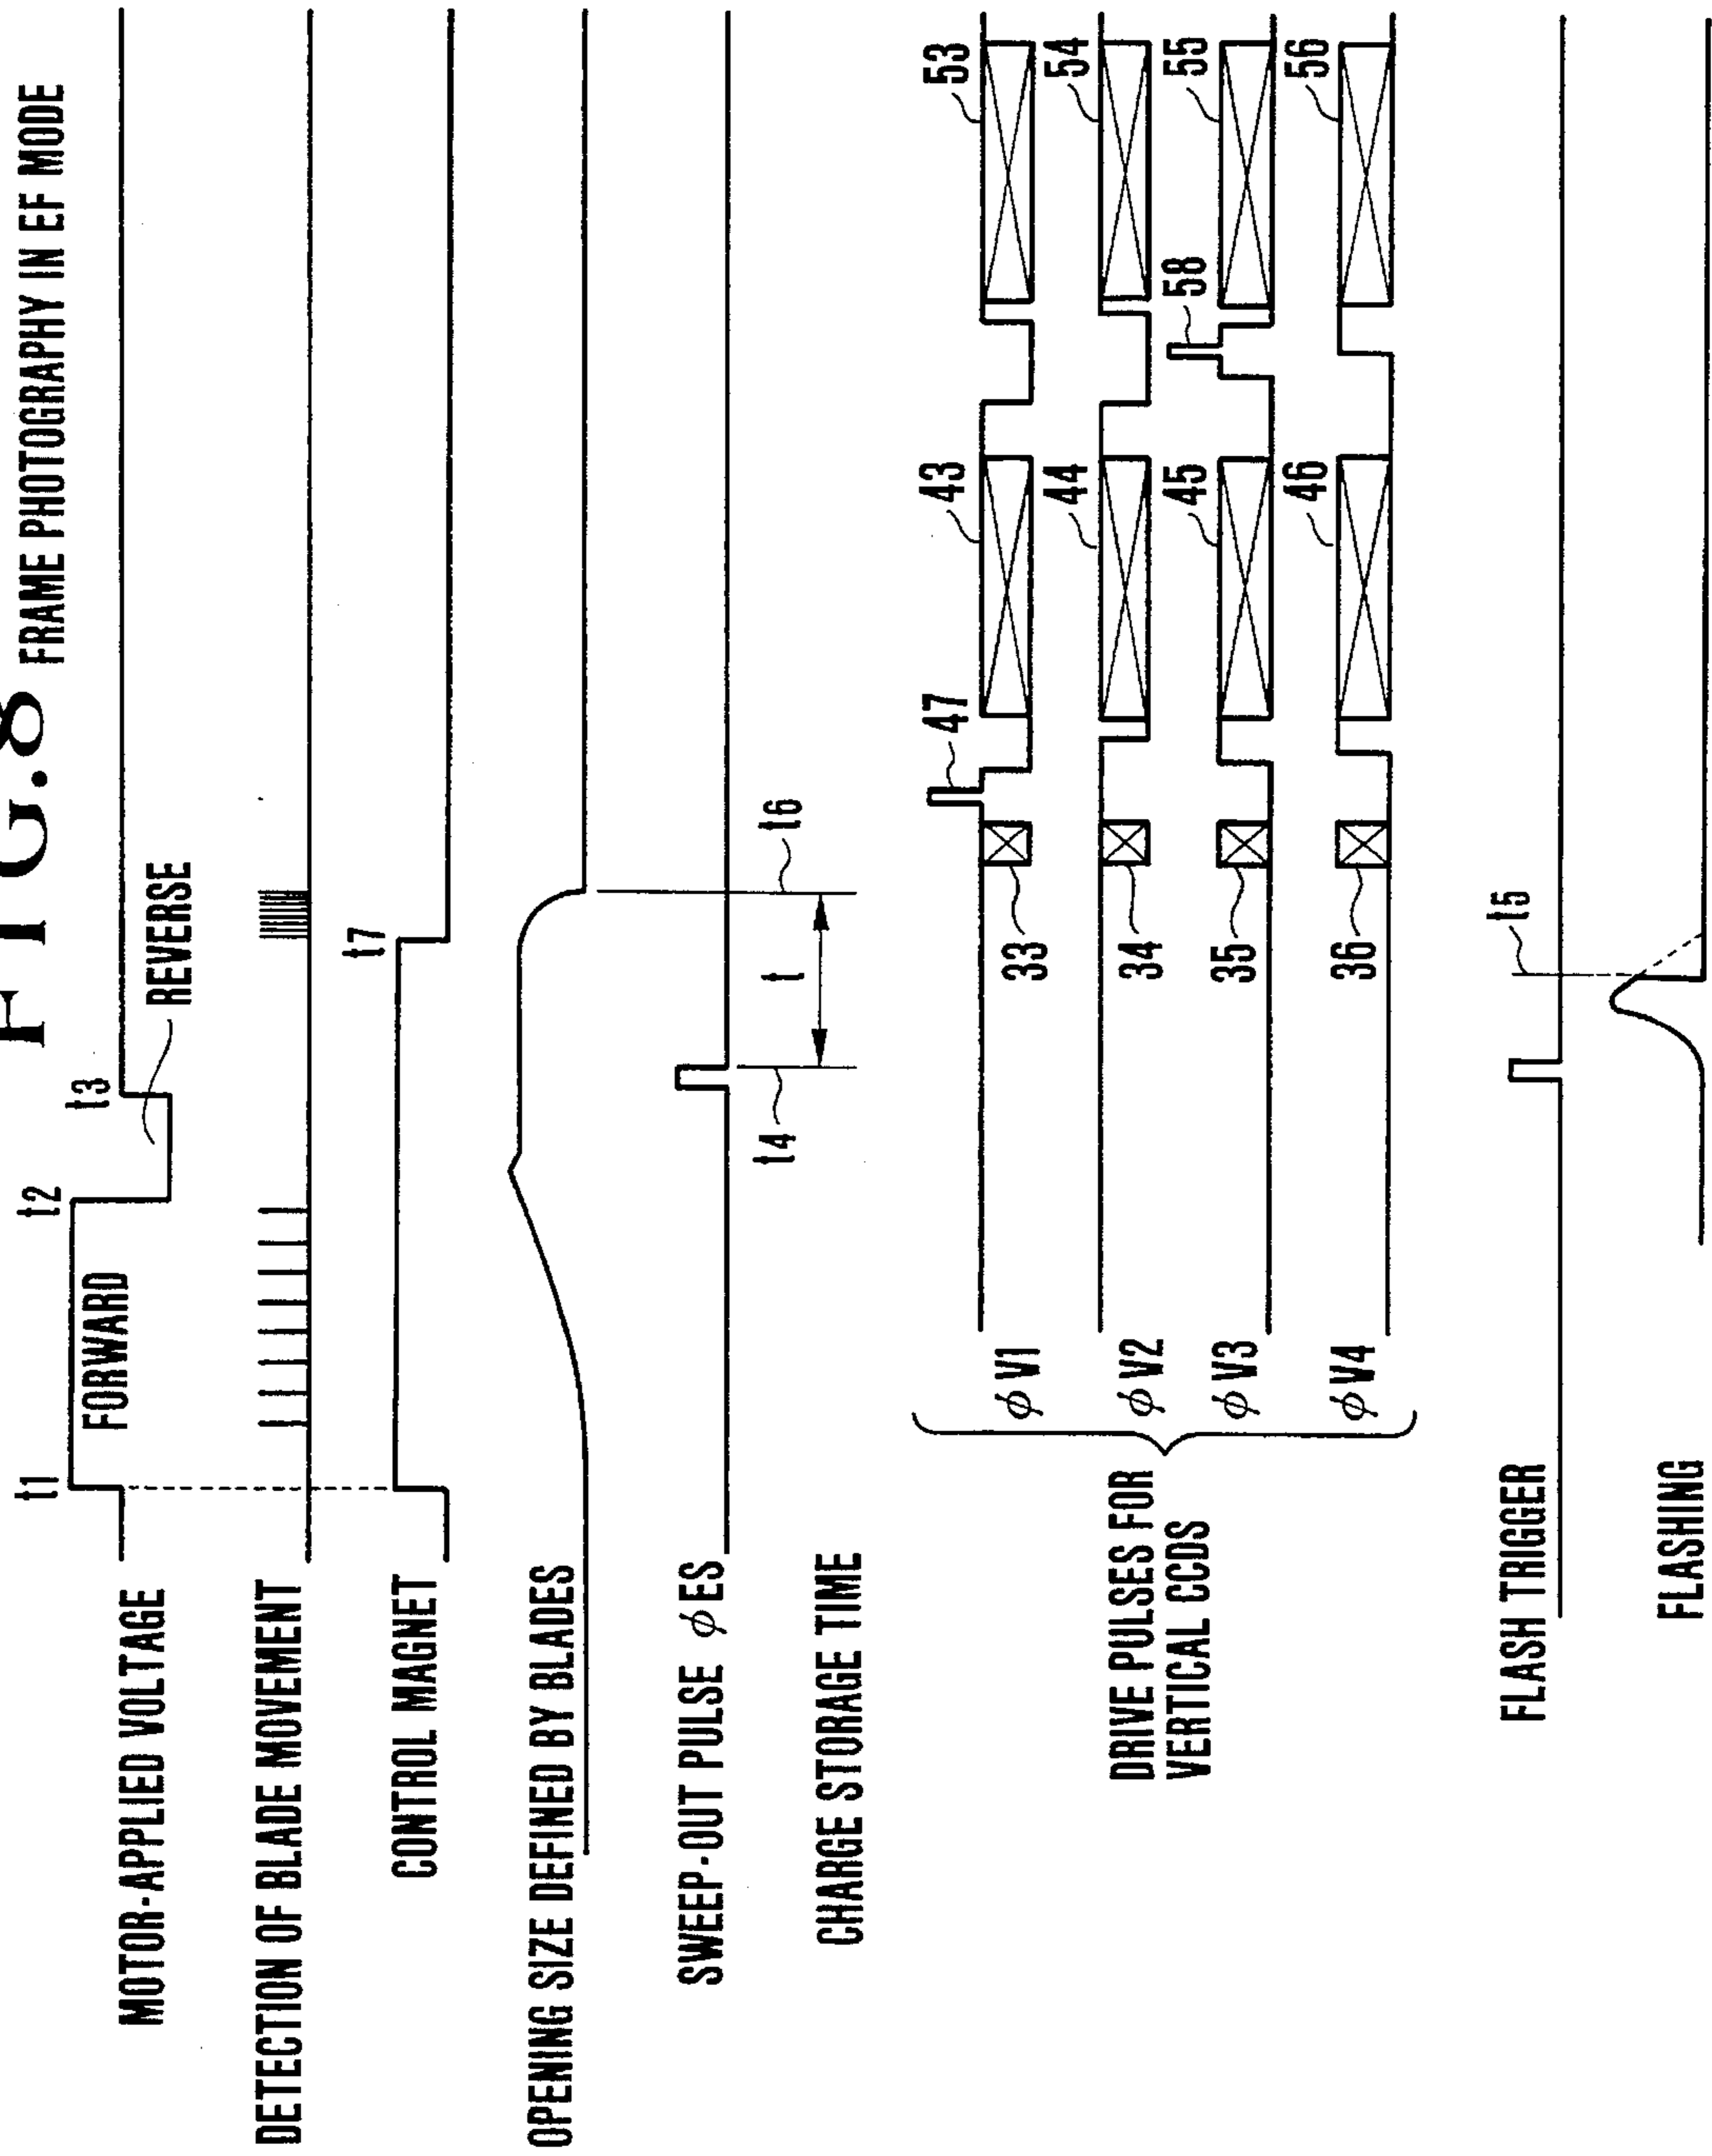 FIG.8 FRAME PHOTOGRAPHY IN EF MODE
t1
t2
t3
MOTOR-APPLIED VOLTAGE
FORWARD
REVERSE
DETECTION OF BLADE MOVEMENT
CONTROL MAGNET
t7
OPENING SIZE DEFINED BY BLADES
SWEEP-OUT PULSE φES
t4
t6
CHARGE STORAGE TIME
t
DRIVE PULSES FOR
VERTICAL CCDS
φV1
33
47
43
53
φV2
34
44
54
φV3
35
45
58
55
φV4
36
46
56
FLASH TRIGGER
t5
FLASHING